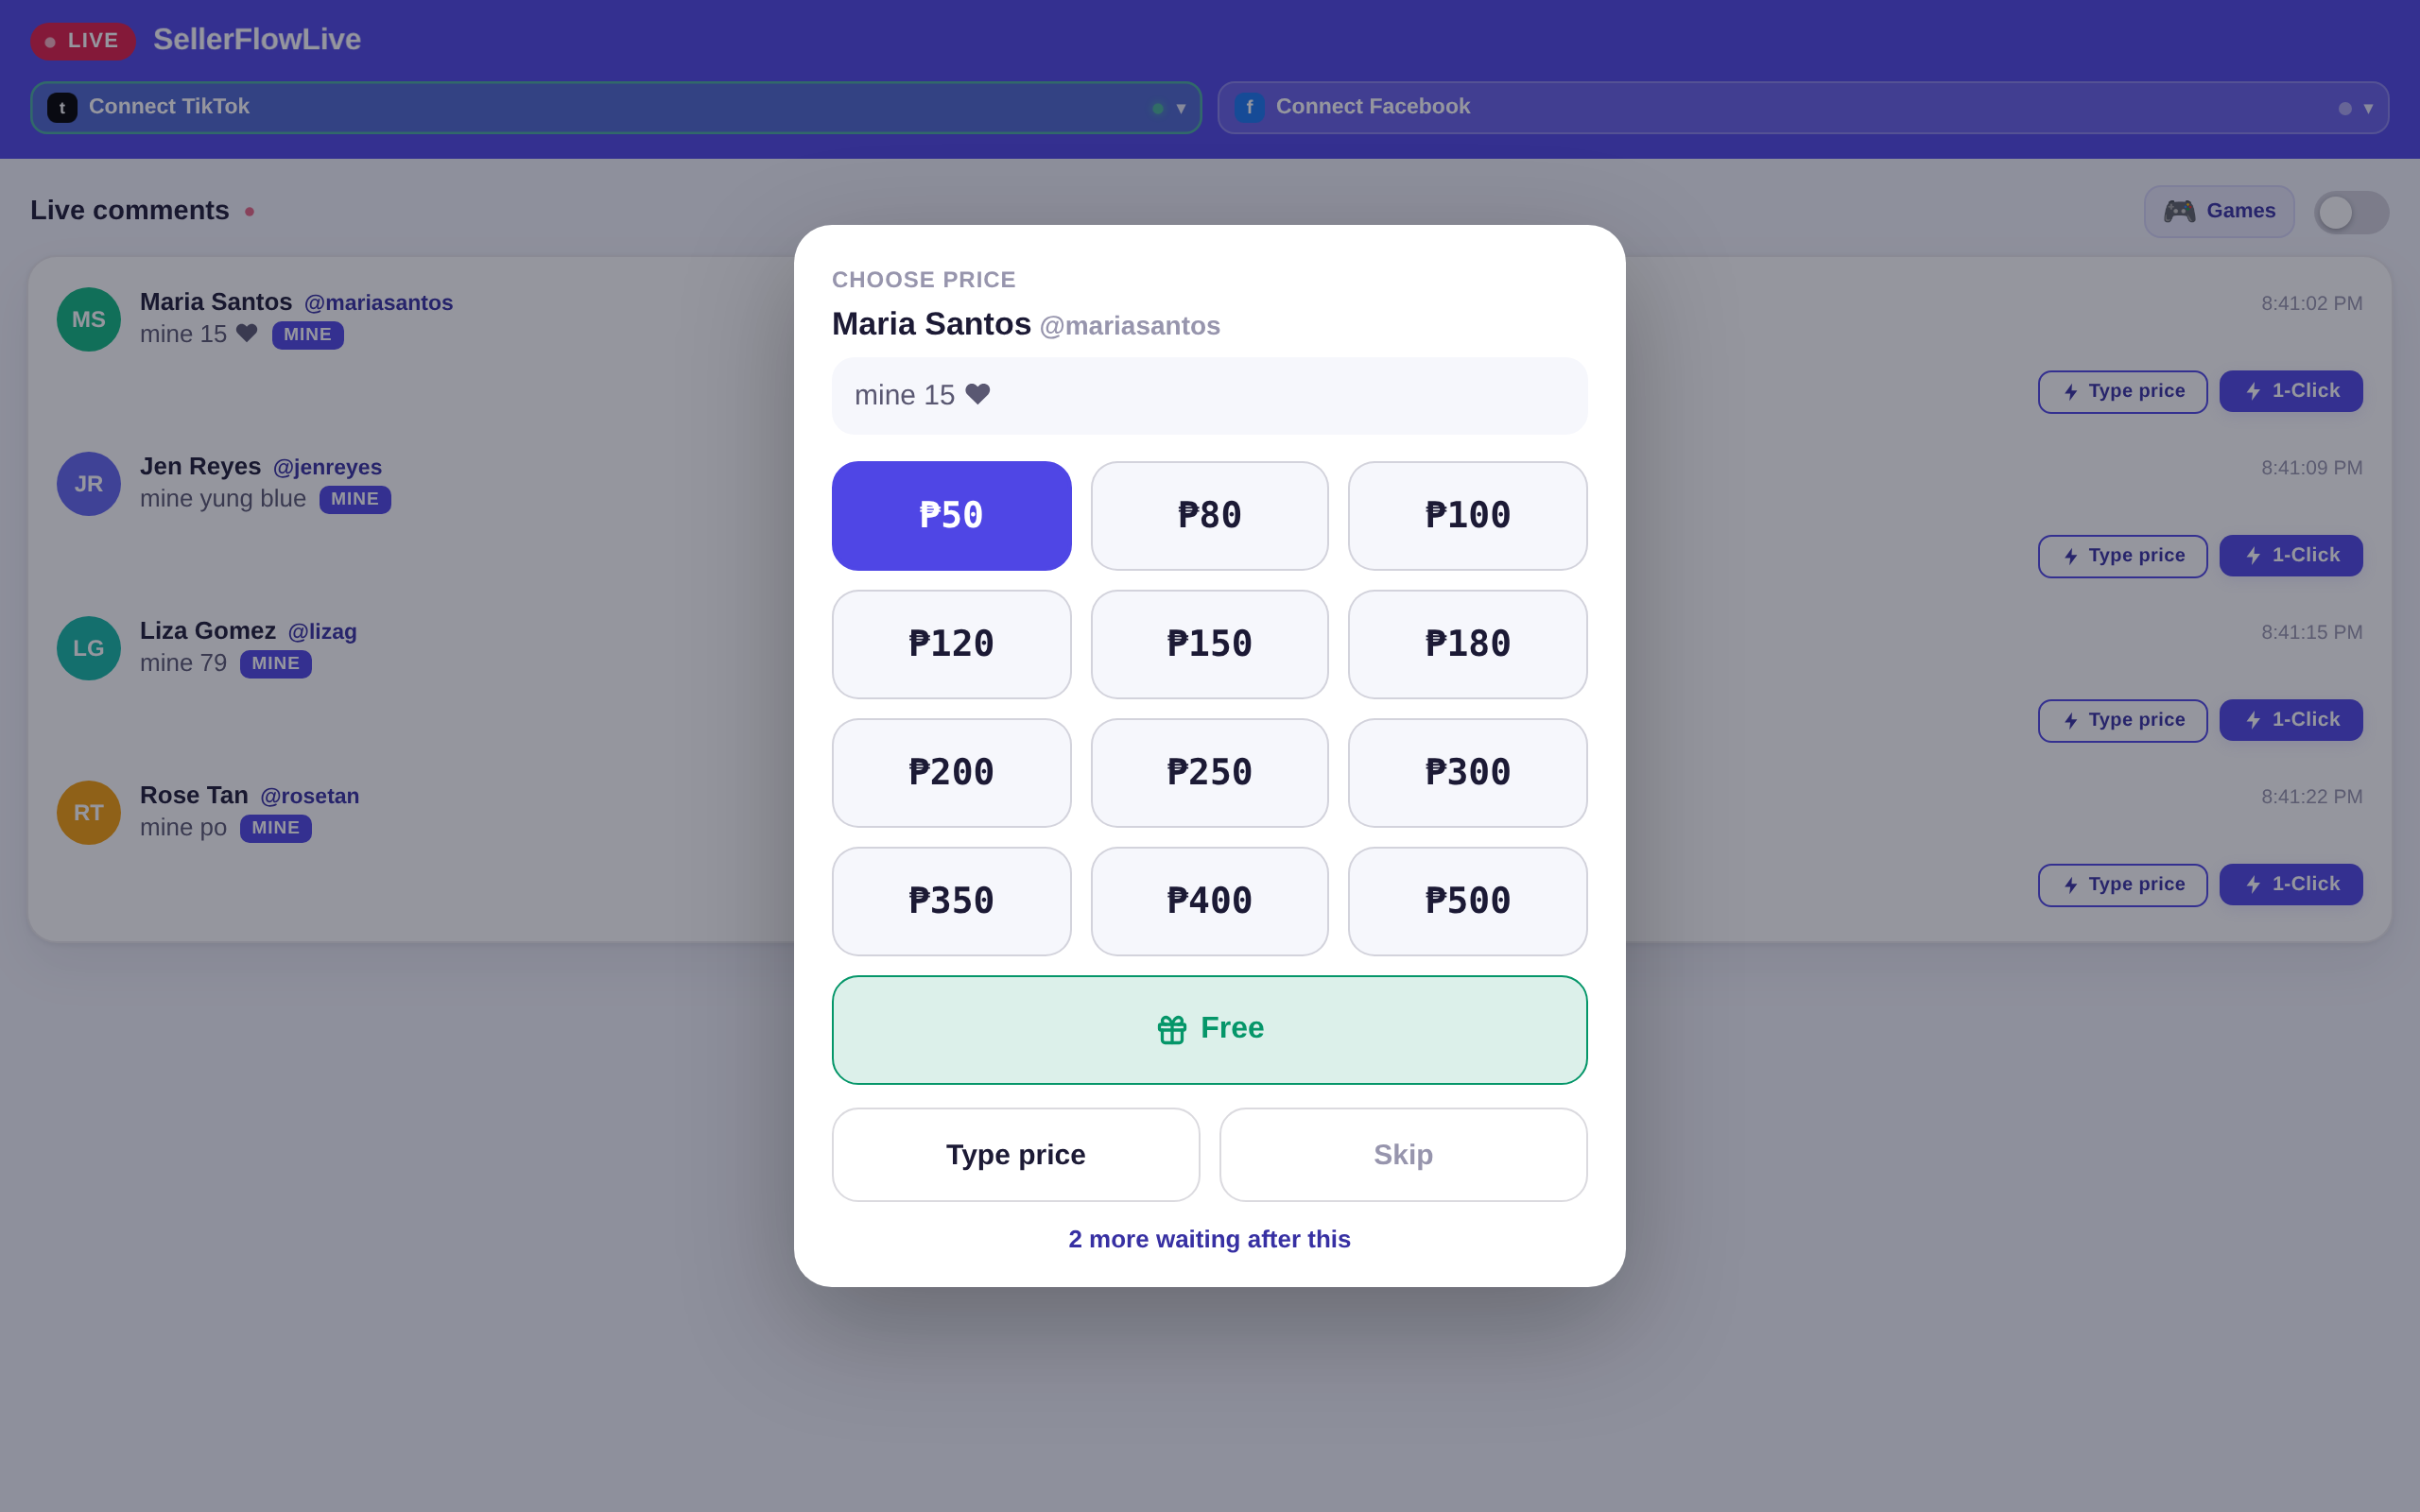 LIVE SellerFlowLive
t Connect TikTok ▾ f Connect Facebook ▾
Live comments 🎮 Games
MS Maria Santos @mariasantos 8:41:02 PM
mine 15 ♥ MINE
Type price 1-Click
JR Jen Reyes @jenreyes 8:41:09 PM
mine yung blue MINE
Type price 1-Click
LG Liza Gomez @lizag 8:41:15 PM
mine 79 MINE
Type price 1-Click
RT Rose Tan @rosetan 8:41:22 PM
mine po MINE
Type price 1-Click
CHOOSE PRICE
Maria Santos @mariasantos
mine 15 ♥
₱50 ₱80 ₱100
₱120 ₱150 ₱180
₱200 ₱250 ₱300
₱350 ₱400 ₱500
Free
Type price Skip
2 more waiting after this